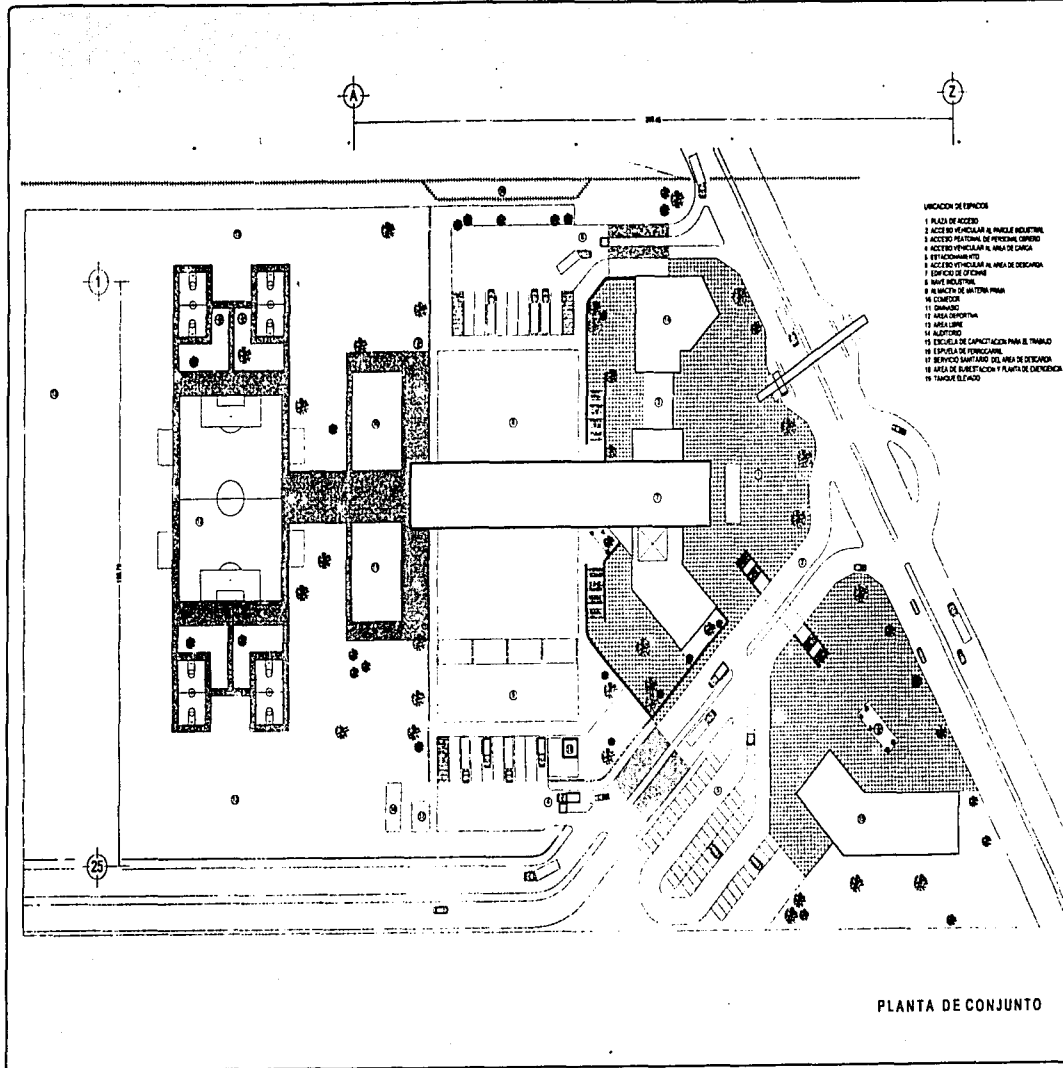 A
Z
UBICACION DE ESPACIOS
1 PLAZA DE ACCESO
2 ACCESO VEHICULAR AL PARQUE INDUSTRIAL
3 ACCESO PEATONAL DE PERSONAL OBRERO
4 ACCESO VEHICULAR AL AREA DE CARGA
5 ESTACIONAMIENTO
6 ACCESO VEHICULAR AL AREA DE DESCARGA
7 EDIFICIO DE OFICINAS
8 NAVE INDUSTRIAL
9 ALMACEN DE MATERIA PRIMA
10 COMEDOR
11 GIMNASIO
12 AREA DEPORTIVA
13 AREA LIBRE
14 AUDITORIO
15 ESCUELA DE CAPACITACION PARA EL TRABAJO
16 ESPUELA DE FERROCARRIL
17 SERVICIO SANITARIO DEL AREA DE DESCARGA
18 AREA DE SUBESTACION Y PLANTA DE EMERGENCIA
19 TANQUE ELEVADO
1
25
PLANTA DE CONJUNTO